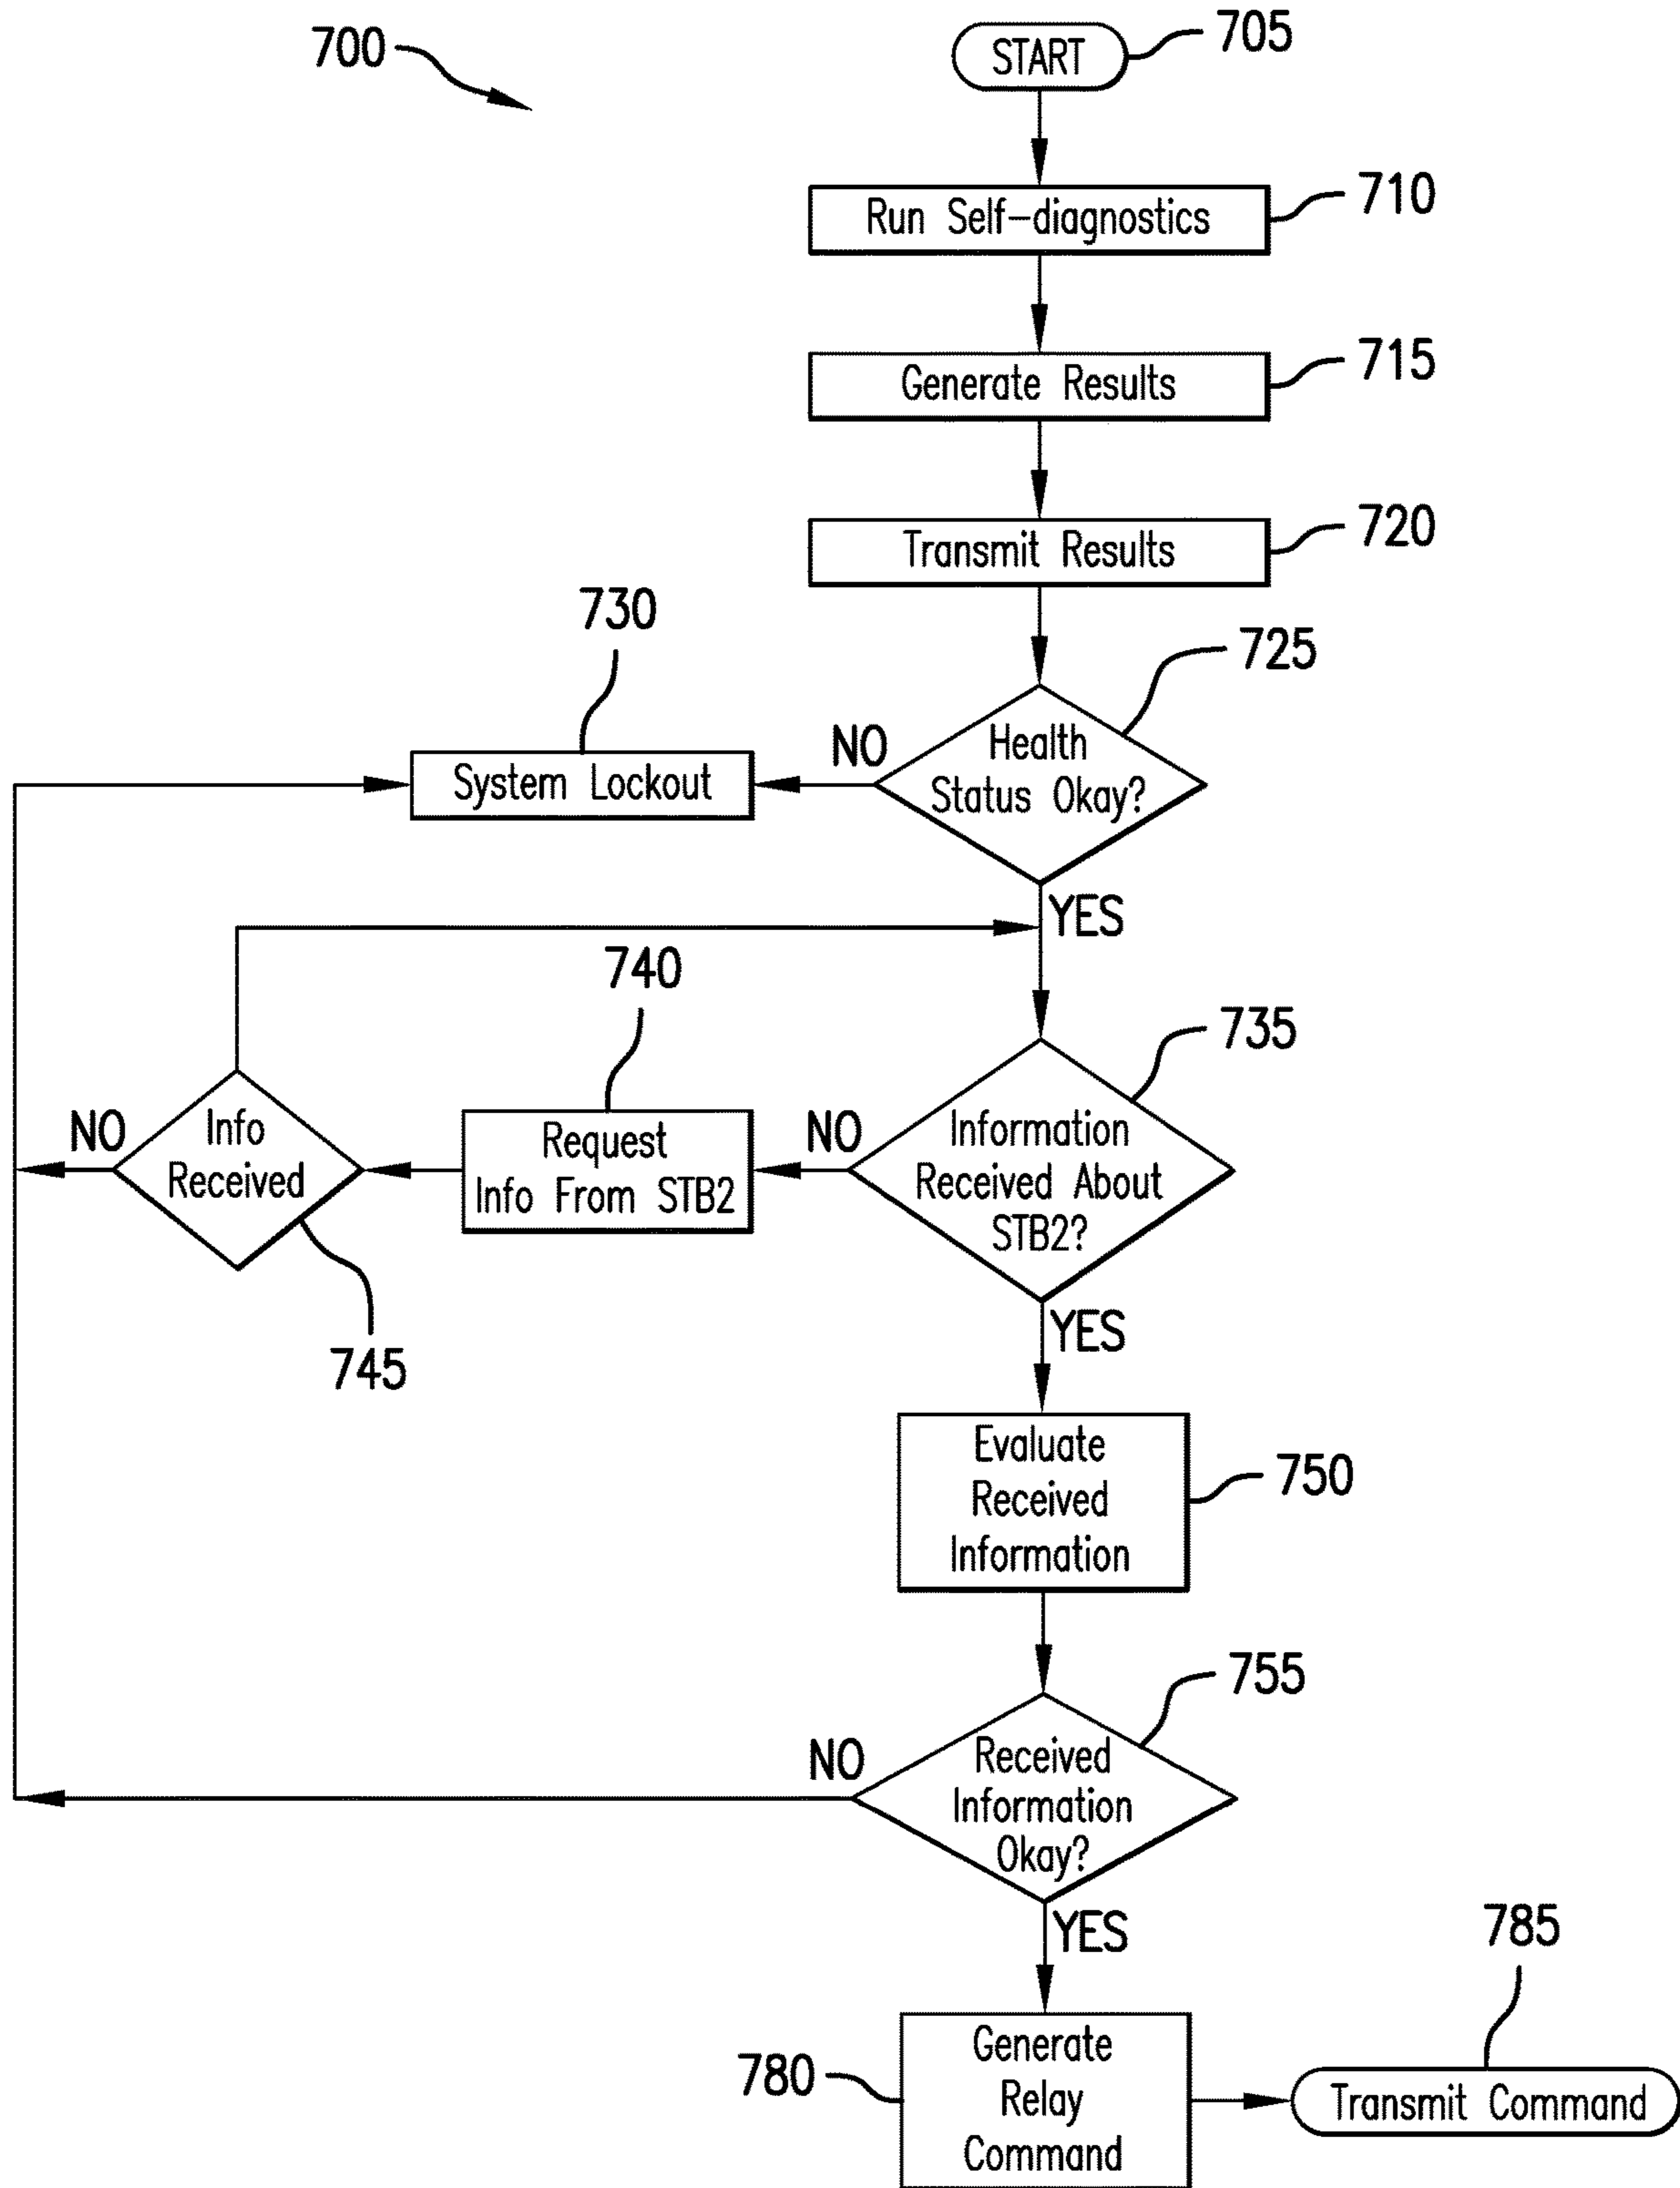 700
START
705
Run Self-diagnostics
710
Generate Results
715
Transmit Results
720
730
725
System Lockout
NO
Health
Status Okay?
YES
740
735
NO
Info
Received
Request
Info From STB2
NO
Information
Received About
STB2?
745
YES
Evaluate
Received
Information
750
755
NO
Received
Information
Okay?
YES
785
780
Generate
Relay
Command
Transmit Command